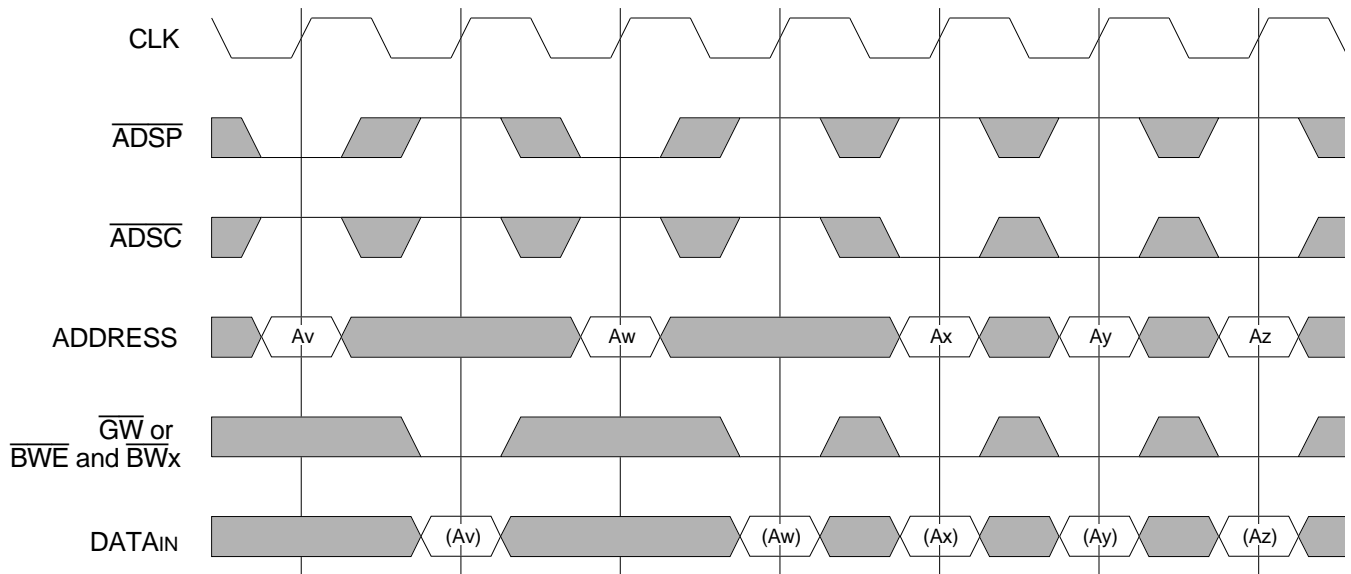 CLK
ADSP
ADSC
ADDRESS
Av
Aw
Ax
Ay
Az
GW or
BWE and BWx
DATAIN
(Av)
(Aw)
(Ax)
(Ay)
(Az)